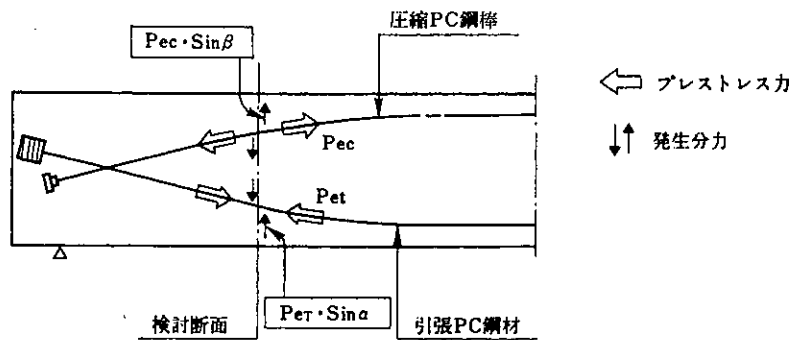 圧縮PC鋼棒
Pec・Sinβ
プレストレス力
Pec
発生分力
Pet
検討断面
PeT・Sinα
引張PC鋼材